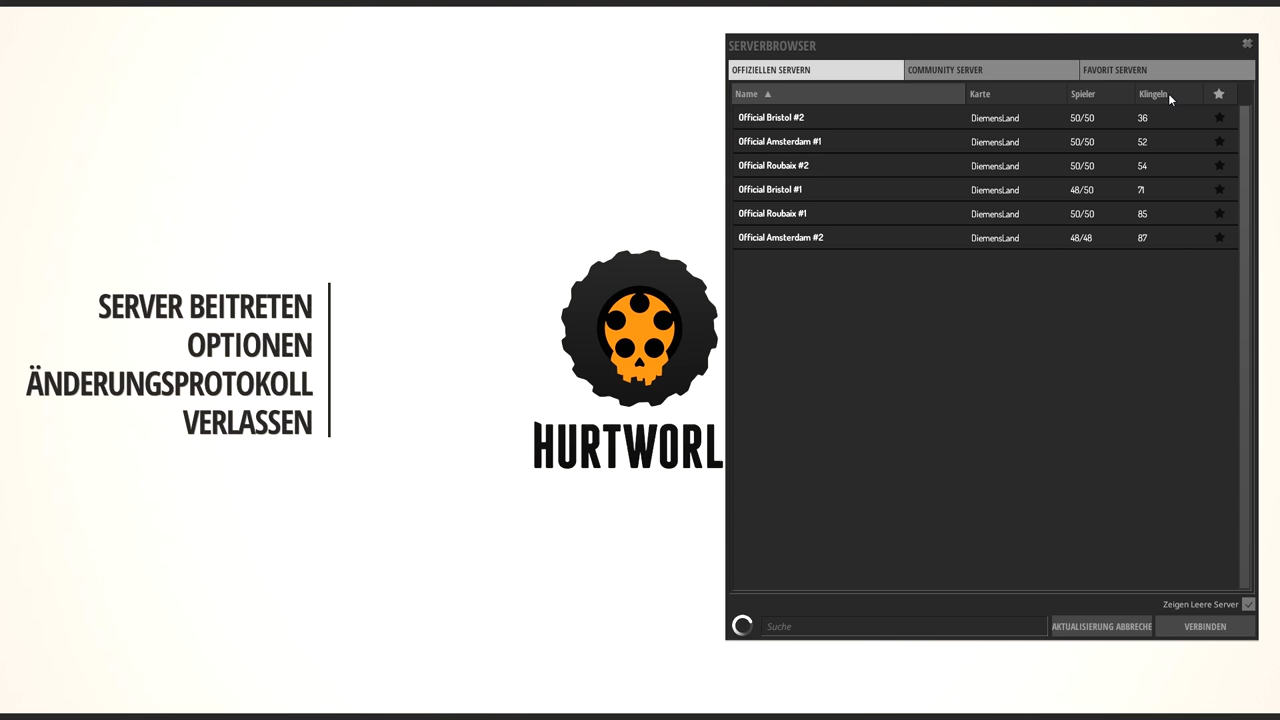 SERVERBROWSER
OFFIZIELLEN SERVERN COMMUNITY SERVER FAVORIT SERVERN
Name ▲ Karte Spieler Klingeln
Official Bristol #2 DiemensLand 50/50 36
Official Amsterdam #1 DiemensLand 50/50 52
Official Roubaix #2 DiemensLand 50/50 54
Official Bristol #1 DiemensLand 48/50 71
Official Roubaix #1 DiemensLand 50/50 85
Official Amsterdam #2 DiemensLand 48/48 87
SERVER BEITRETEN
OPTIONEN
ÄNDERUNGSPROTOKOLL
VERLASSEN
HURTWORL
Zeigen Leere Server
Suche AKTUALISIERUNG ABBRECHE VERBINDEN